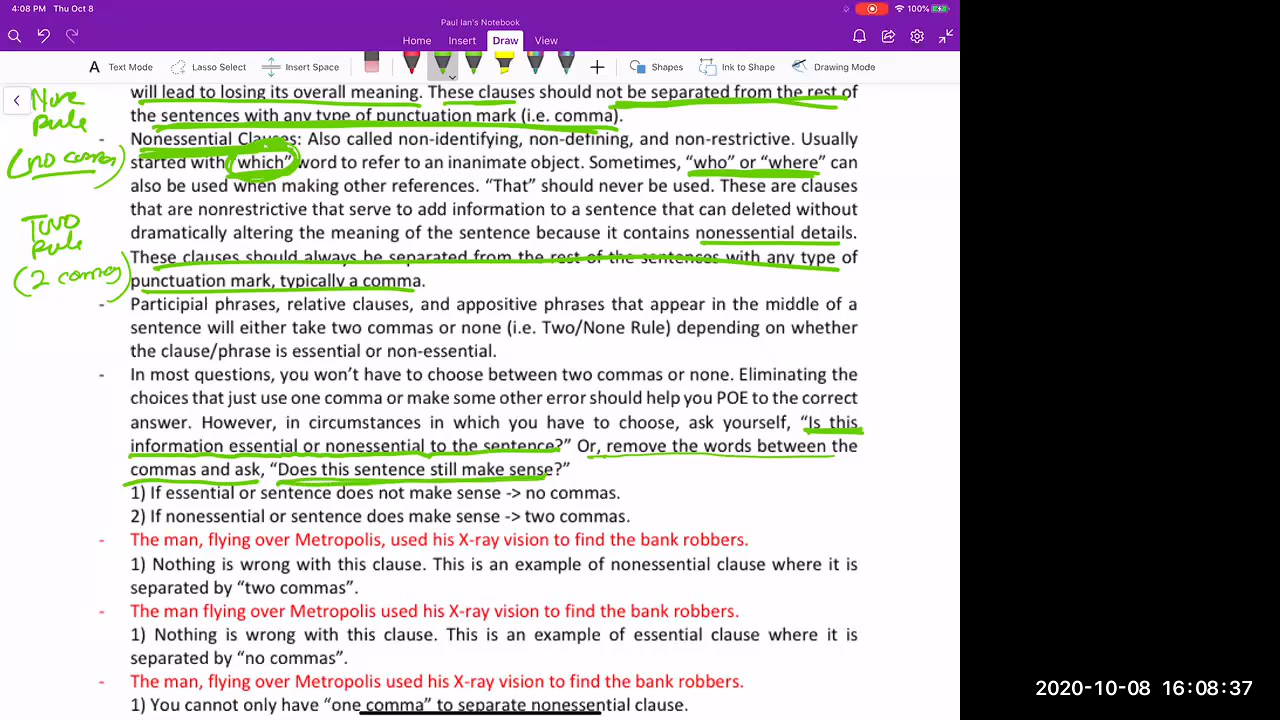 4:08 PM Thu Oct 8
100%
Paul Ian's Notebook
Home Insert Draw View
A Text Mode Lasso Select Insert Space Shapes Ink to Shape Drawing Mode
will lead to losing its overall meaning. These clauses should not be separated from the rest of
the sentences with any type of punctuation mark (i.e. comma).
None
Rule
(no comma)
- Nonessential Clauses: Also called non-identifying, non-defining, and non-restrictive. Usually
started with “which” word to refer to an inanimate object. Sometimes, “who” or “where” can
also be used when making other references. “That” should never be used. These are clauses
that are nonrestrictive that serve to add information to a sentence that can deleted without
dramatically altering the meaning of the sentence because it contains nonessential details.
These clauses should always be separated from the rest of the sentences with any type of
punctuation mark, typically a comma.
Two
Rule
(2 commas)
- Participial phrases, relative clauses, and appositive phrases that appear in the middle of a
sentence will either take two commas or none (i.e. Two/None Rule) depending on whether
the clause/phrase is essential or non-essential.
- In most questions, you won’t have to choose between two commas or none. Eliminating the
choices that just use one comma or make some other error should help you POE to the correct
answer. However, in circumstances in which you have to choose, ask yourself, “Is this
information essential or nonessential to the sentence?” Or, remove the words between the
commas and ask, “Does this sentence still make sense?”
1) If essential or sentence does not make sense -> no commas.
2) If nonessential or sentence does make sense -> two commas.
- The man, flying over Metropolis, used his X-ray vision to find the bank robbers.
1) Nothing is wrong with this clause. This is an example of nonessential clause where it is
separated by “two commas”.
- The man flying over Metropolis used his X-ray vision to find the bank robbers.
1) Nothing is wrong with this clause. This is an example of essential clause where it is
separated by “no commas”.
- The man, flying over Metropolis used his X-ray vision to find the bank robbers.
1) You cannot only have “one comma” to separate nonessential clause.
2020-10-08 16:08:37